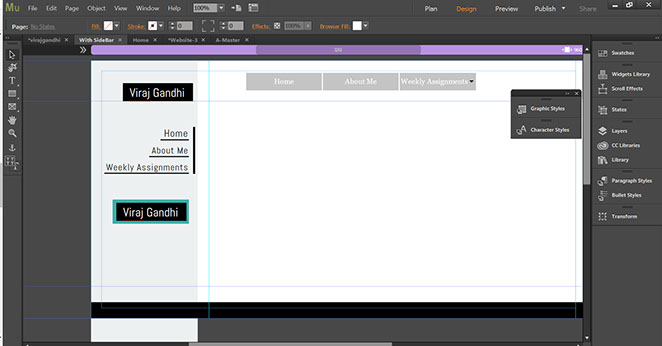 Mu File Edit Page Object View Window Help 100% Plan Design Preview Publish Share
Page: No States Fill: Stroke: Effects: 100% Browser Fill:
*virajgandhi × With SideBar × Home × *Website-3 × A-Master ×
320 960
Viraj Gandhi
Home
About Me
Weekly Assignments
Viraj Gandhi
Home About Me Weekly Assignments
Graphic Styles
Character Styles
Swatches
Widgets Library
Scroll Effects
States
Layers
CC Libraries
Library
Paragraph Styles
Bullet Styles
Transform